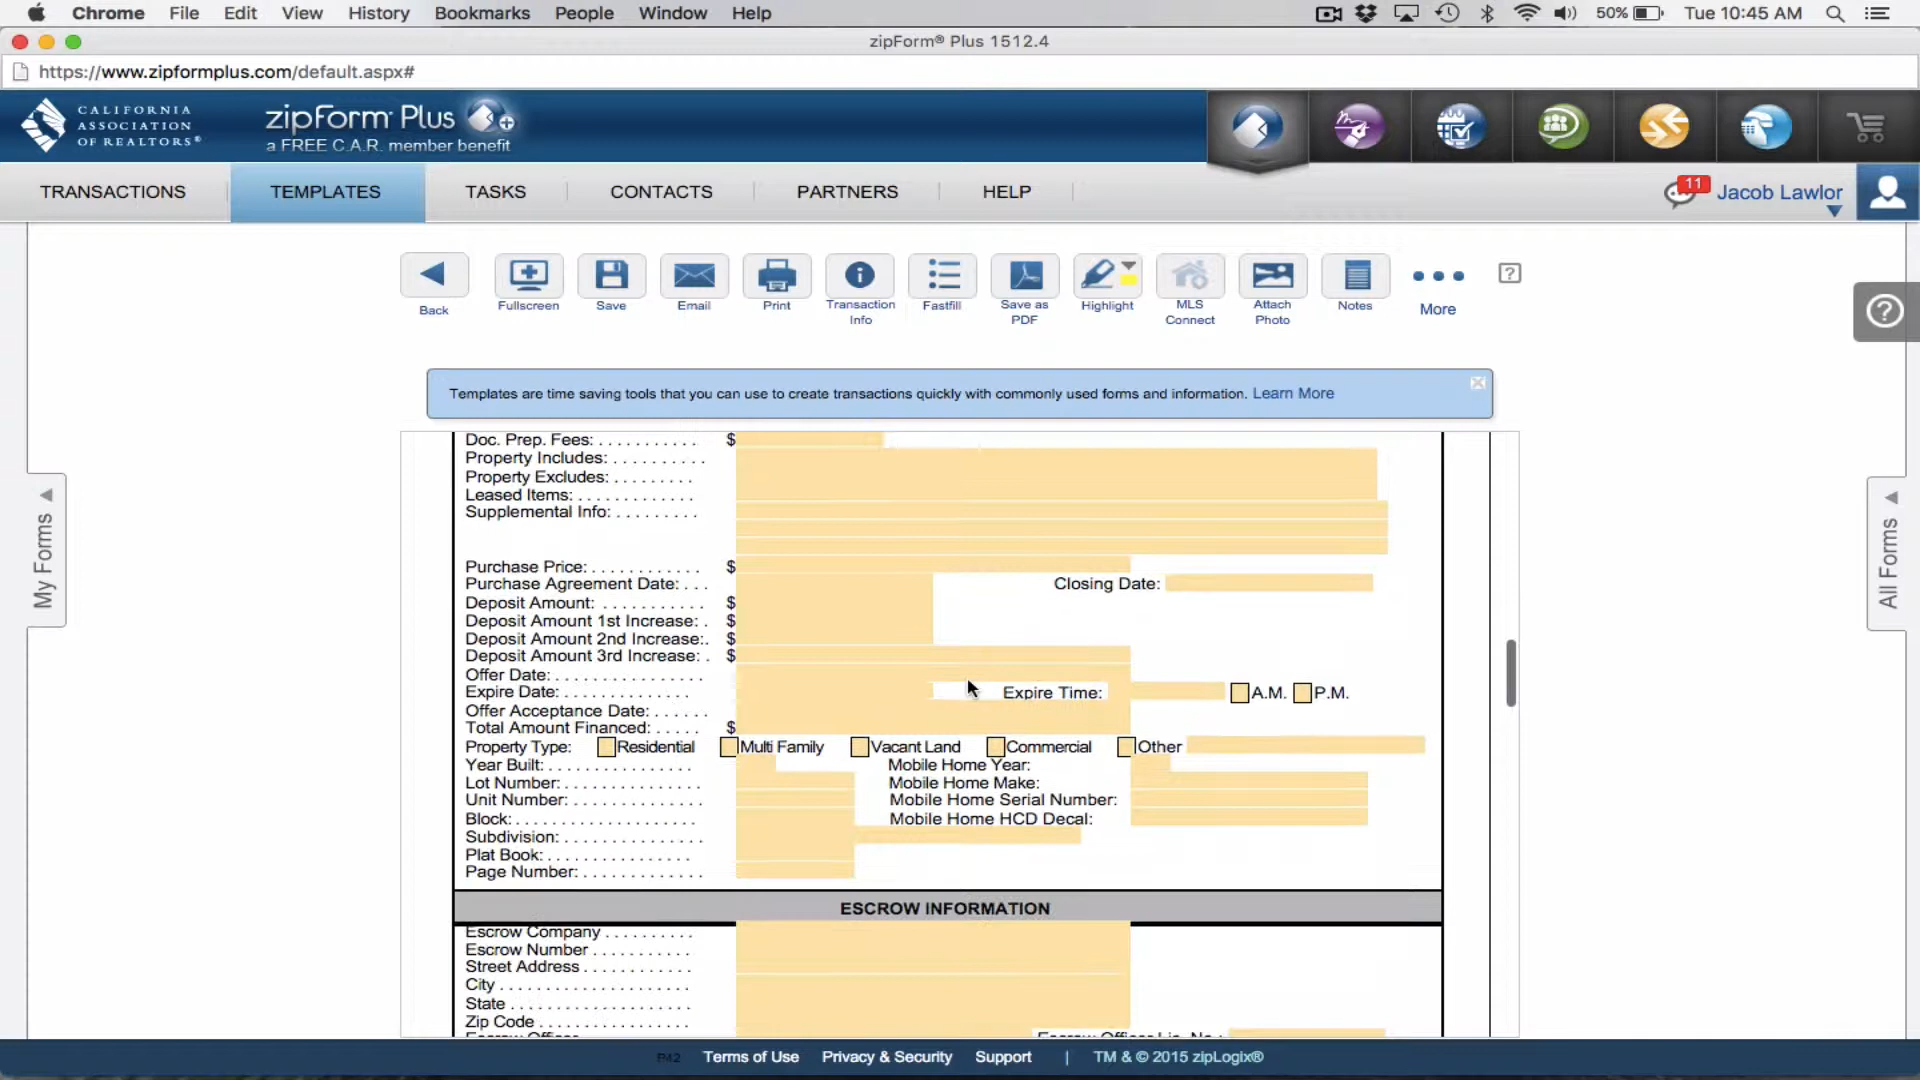 Chrome File Edit View History Bookmarks People Window Help 50% Tue 10:45 AM
zipForm® Plus 1512.4
https://www.zipformplus.com/default.aspx#
CALIFORNIA
ASSOCIATION
OF REALTORS®
zipForm® Plus
a FREE C.A.R. member benefit
TRANSACTIONS TEMPLATES TASKS CONTACTS PARTNERS HELP 11 Jacob Lawlor
Back Fullscreen Save Email Print Transaction Info Fastfill Save as PDF Highlight MLS Connect Attach Photo Notes More ?
?
Templates are time saving tools that you can use to create transactions quickly with commonly used forms and information. Learn More
My Forms
All Forms
Doc. Prep. Fees: . . . . . . . . . . . $
Property Includes: . . . . . . . . . .
Property Excludes: . . . . . . . . .
Leased Items: . . . . . . . . . . . . .
Supplemental Info: . . . . . . . . .
Purchase Price: . . . . . . . . . . . . $
Purchase Agreement Date: . . . Closing Date:
Deposit Amount: . . . . . . . . . . . $
Deposit Amount 1st Increase: . $
Deposit Amount 2nd Increase:. $
Deposit Amount 3rd Increase: . $
Offer Date: . . . . . . . . . . . . . . .
Expire Date: . . . . . . . . . . . . . . Expire Time: A.M. P.M.
Offer Acceptance Date: . . . . . .
Total Amount Financed: . . . . . $
Property Type: Residential Multi Family Vacant Land Commercial Other
Year Built: . . . . . . . . . . . . . . . . Mobile Home Year:
Lot Number: . . . . . . . . . . . . . . . Mobile Home Make:
Unit Number: . . . . . . . . . . . . . . Mobile Home Serial Number:
Block: . . . . . . . . . . . . . . . . . . . Mobile Home HCD Decal:
Subdivision: . . . . . . . . . . . . . . .
Plat Book: . . . . . . . . . . . . . . . .
Page Number: . . . . . . . . . . . . .
ESCROW INFORMATION
Escrow Company . . . . . . . . . .
Escrow Number . . . . . . . . . . .
Street Address . . . . . . . . . . . .
City . . . . . . . . . . . . . . . . . . . .
State . . . . . . . . . . . . . . . . . . .
Zip Code . . . . . . . . . . . . . . . .
Escrow Officer Escrow Officer Lic. No.:
P42 Terms of Use Privacy & Security Support | TM & © 2015 zipLogix®